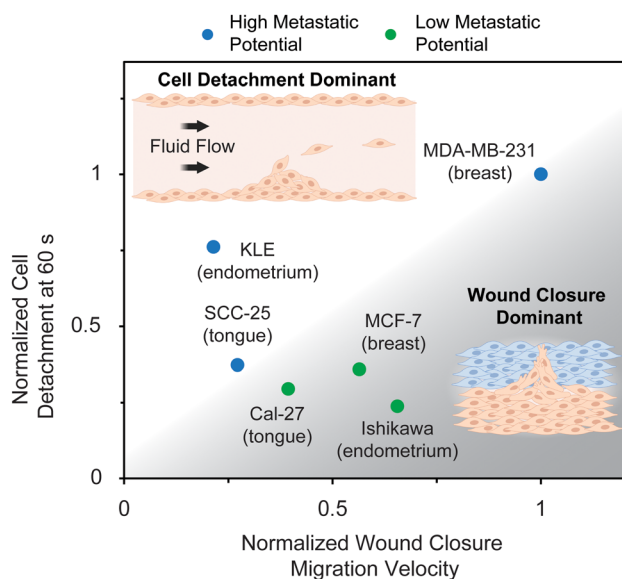 High Metastatic
Potential
Low Metastatic
Potential
Cell Detachment Dominant
Fluid Flow
MDA-MB-231
(breast)
KLE
(endometrium)
SCC-25
(tongue)
MCF-7
(breast)
Wound Closure
Dominant
Cal-27
(tongue)
Ishikawa
(endometrium)
Normalized Cell
Detachment at 60 s
1
0.5
0
0
0.5
1
Normalized Wound Closure
Migration Velocity